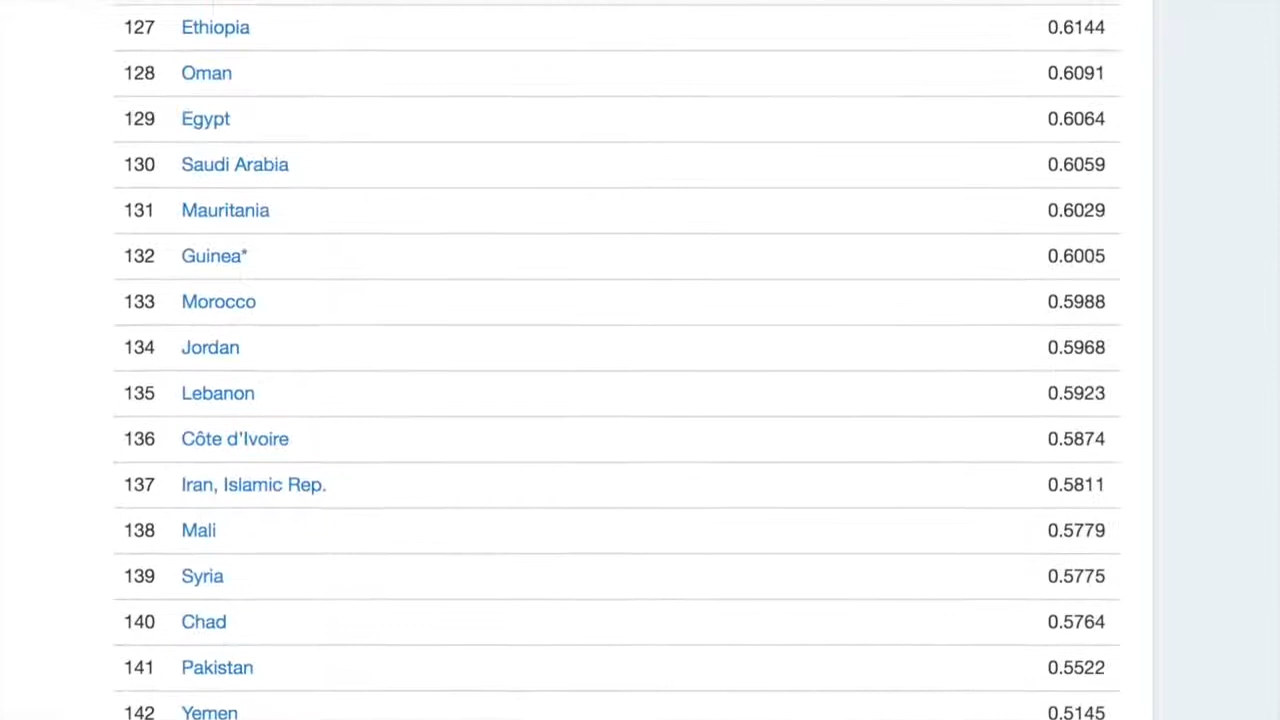 127 Ethiopia 0.6144
128 Oman 0.6091
129 Egypt 0.6064
130 Saudi Arabia 0.6059
131 Mauritania 0.6029
132 Guinea* 0.6005
133 Morocco 0.5988
134 Jordan 0.5968
135 Lebanon 0.5923
136 Côte d'Ivoire 0.5874
137 Iran, Islamic Rep. 0.5811
138 Mali 0.5779
139 Syria 0.5775
140 Chad 0.5764
141 Pakistan 0.5522
142 Yemen 0.5145